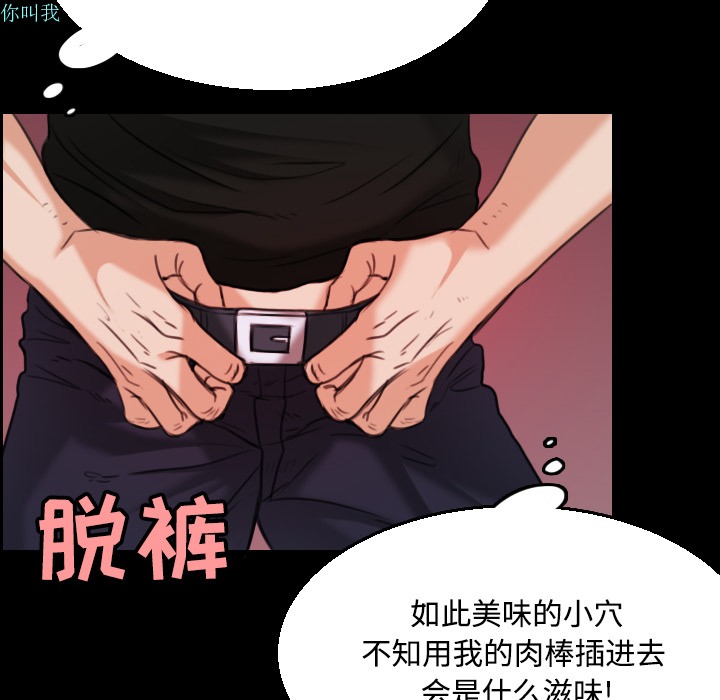 你叫我
脱裤
如此美味的小穴
不知用我的肉棒插进去
会是什么滋味!